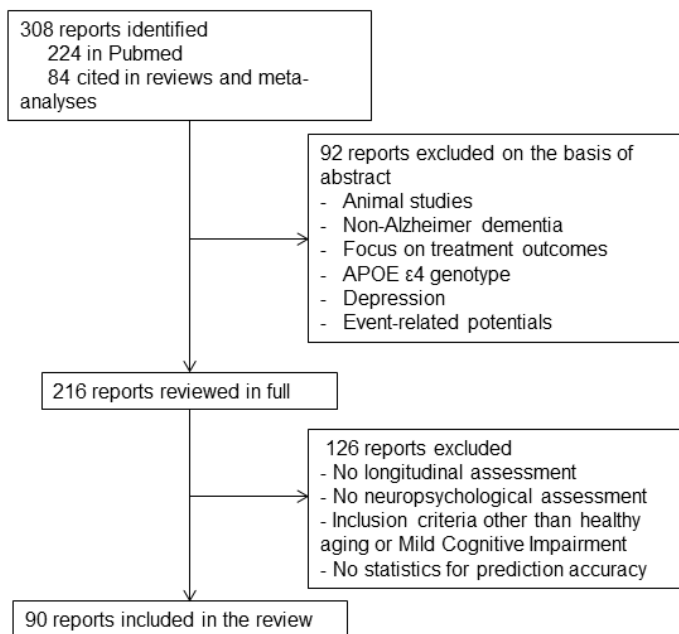 308 reports identified
224 in Pubmed
84 cited in reviews and meta-
analyses
92 reports excluded on the basis of
abstract
- Animal studies
- Non-Alzheimer dementia
- Focus on treatment outcomes
- APOE ε4 genotype
- Depression
- Event-related potentials
216 reports reviewed in full
126 reports excluded
- No longitudinal assessment
- No neuropsychological assessment
- Inclusion criteria other than healthy
aging or Mild Cognitive Impairment
- No statistics for prediction accuracy
90 reports included in the review